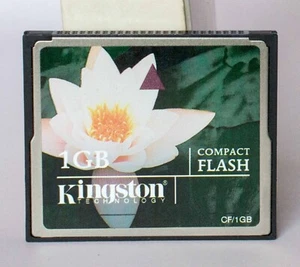 1GB
COMPACT
FLASH
Kingston
TECHNOLOGY
CF/1GB